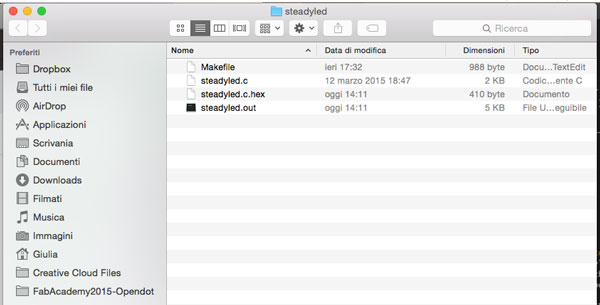 steadyled
Ricerca
Preferiti
Dropbox
Tutti i miei file
AirDrop
Applicazioni
Scrivania
Documenti
Downloads
Filmati
Musica
Immagini
Giulia
Creative Cloud Files
FabAcademy2015-Opendot
Nome Data di modifica Dimensioni Tipo
Makefile ieri 17:32 988 byte Docu...TextEdit
steadyled.c 12 marzo 2015 18:47 2 KB Codic...ente C
steadyled.c.hex oggi 14:11 410 byte Documento
steadyled.out oggi 14:11 5 KB File U...eguibile